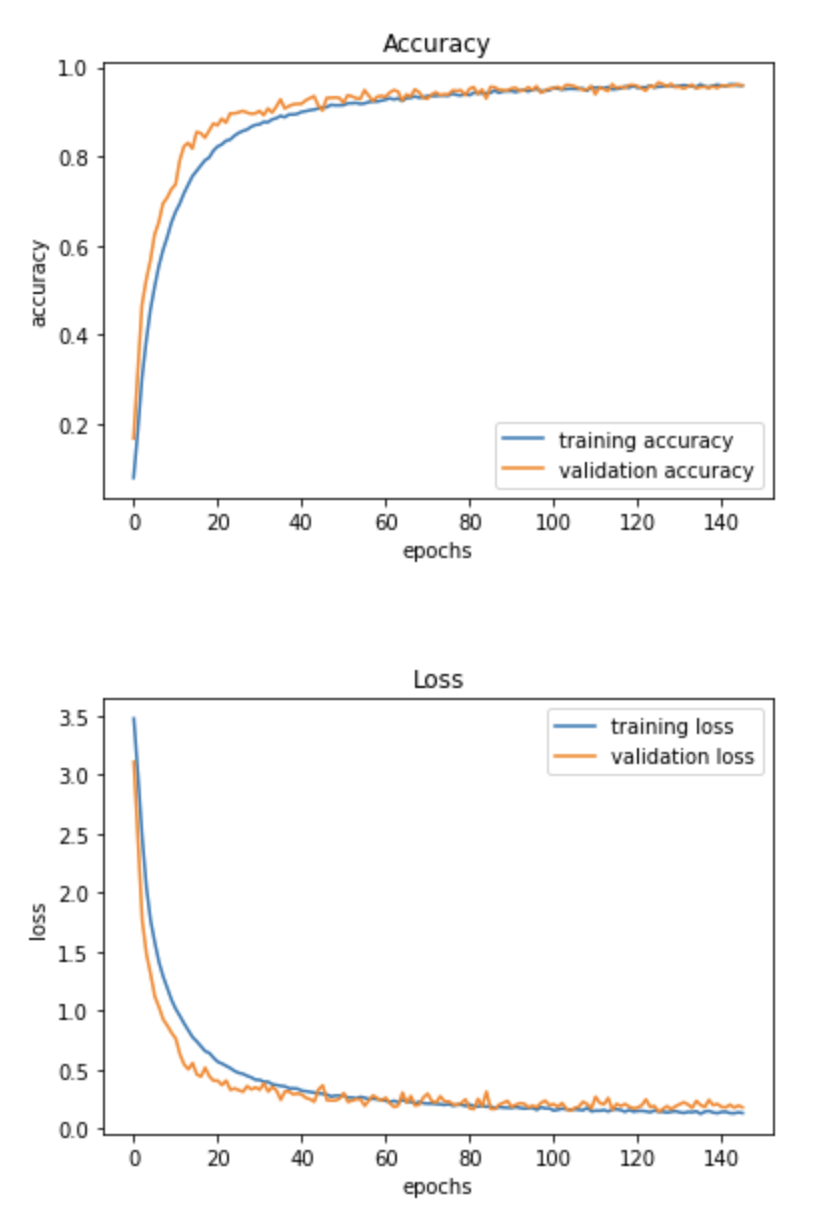 Accuracy
1.0
0.8
0.6
0.4
0.2
accuracy
training accuracy
validation accuracy
0 20 40 60 80 100 120 140
epochs
Loss
3.5
3.0
2.5
2.0
1.5
1.0
0.5
0.0
loss
training loss
validation loss
0 20 40 60 80 100 120 140
epochs